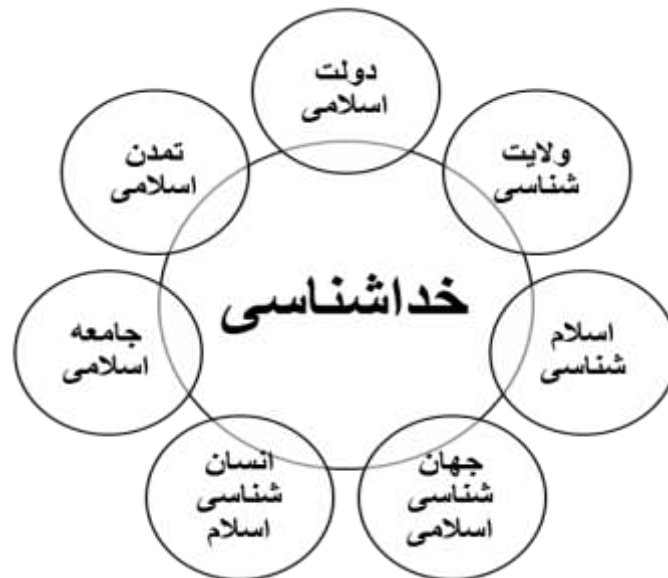 دولت
اسلامی
ولایت
شناسی
اسلام
شناسی
جهان
شناسی
اسلامی
انسان
شناسی
اسلام
جامعه
اسلامی
تمدن
اسلامی
خداشناسی